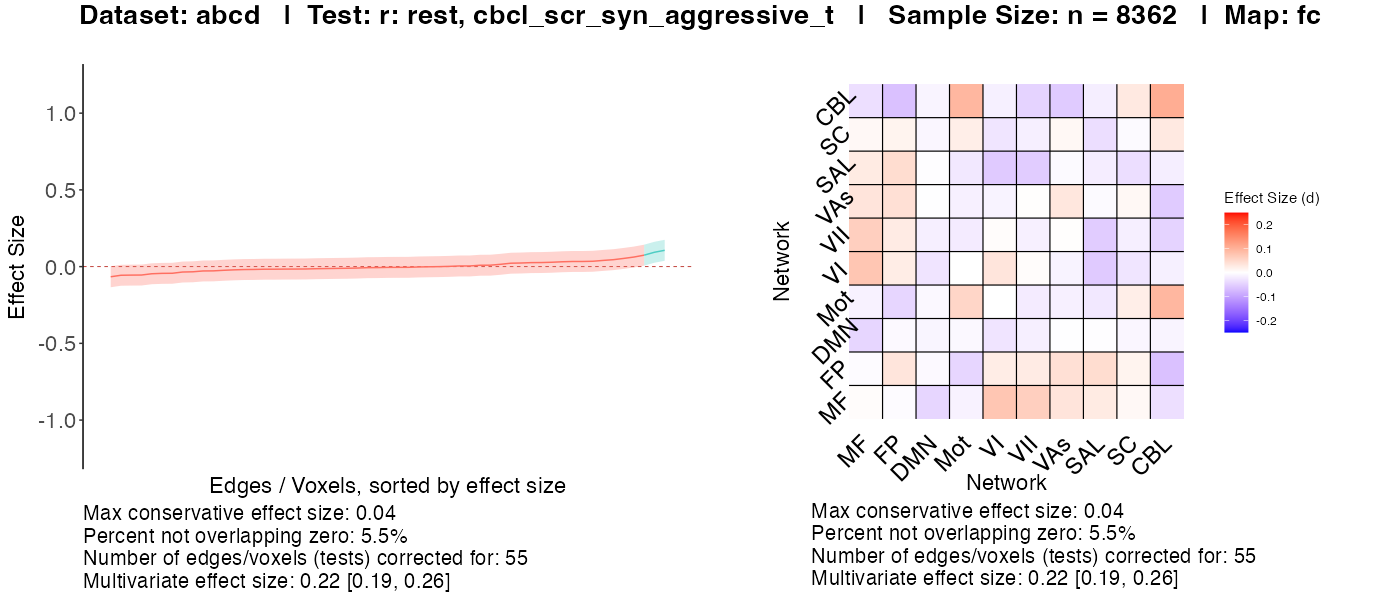 Dataset: abcd | Test: r: rest, cbcl_scr_syn_aggressive_t | Sample Size: n = 8362 | Map: fc
Effect Size
1.0
0.5
0.0
-0.5
-1.0
Edges / Voxels, sorted by effect size
Max conservative effect size: 0.04
Percent not overlapping zero: 5.5%
Number of edges/voxels (tests) corrected for: 55
Multivariate effect size: 0.22 [0.19, 0.26]
Network
CBL
SC
SAL
VAs
VII
VI
Mot
DMN
FP
MF
MF FP DMN Mot VI VII VAs SAL SC CBL
Network
Effect Size (d)
0.2
0.1
0.0
-0.1
-0.2
Max conservative effect size: 0.04
Percent not overlapping zero: 5.5%
Number of edges/voxels (tests) corrected for: 55
Multivariate effect size: 0.22 [0.19, 0.26]